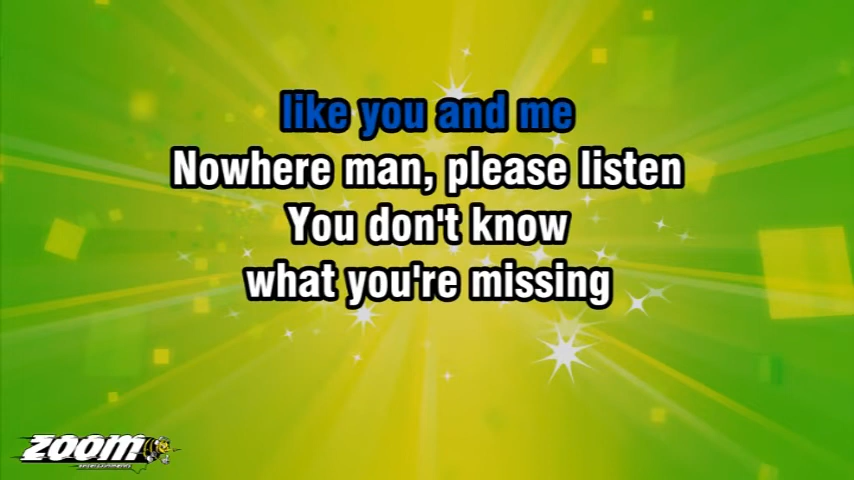 like you and me
Nowhere man, please listen
You don't know
what you're missing
ZOOM